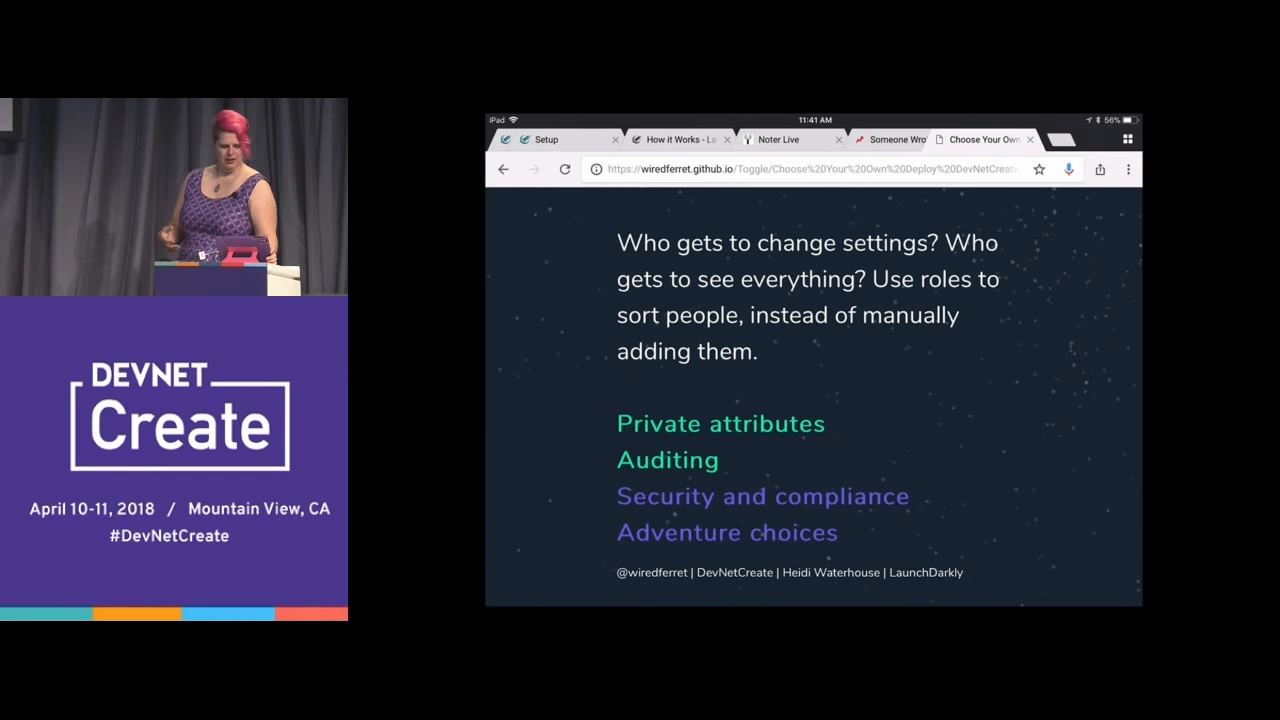 DEVNET
Create
April 10-11, 2018 / Mountain View, CA
#DevNetCreate
iPad
11:41 AM
56%
Setup
How it Works - La
Noter Live
Someone Wro
Choose Your Own
https://wiredferret.github.io/Toggle/Choose%20Your%20Own%20Deploy%20DevNetCreate
Who gets to change settings? Who
gets to see everything? Use roles to
sort people, instead of manually
adding them.
Private attributes
Auditing
Security and compliance
Adventure choices
@wiredferret | DevNetCreate | Heidi Waterhouse | LaunchDarkly